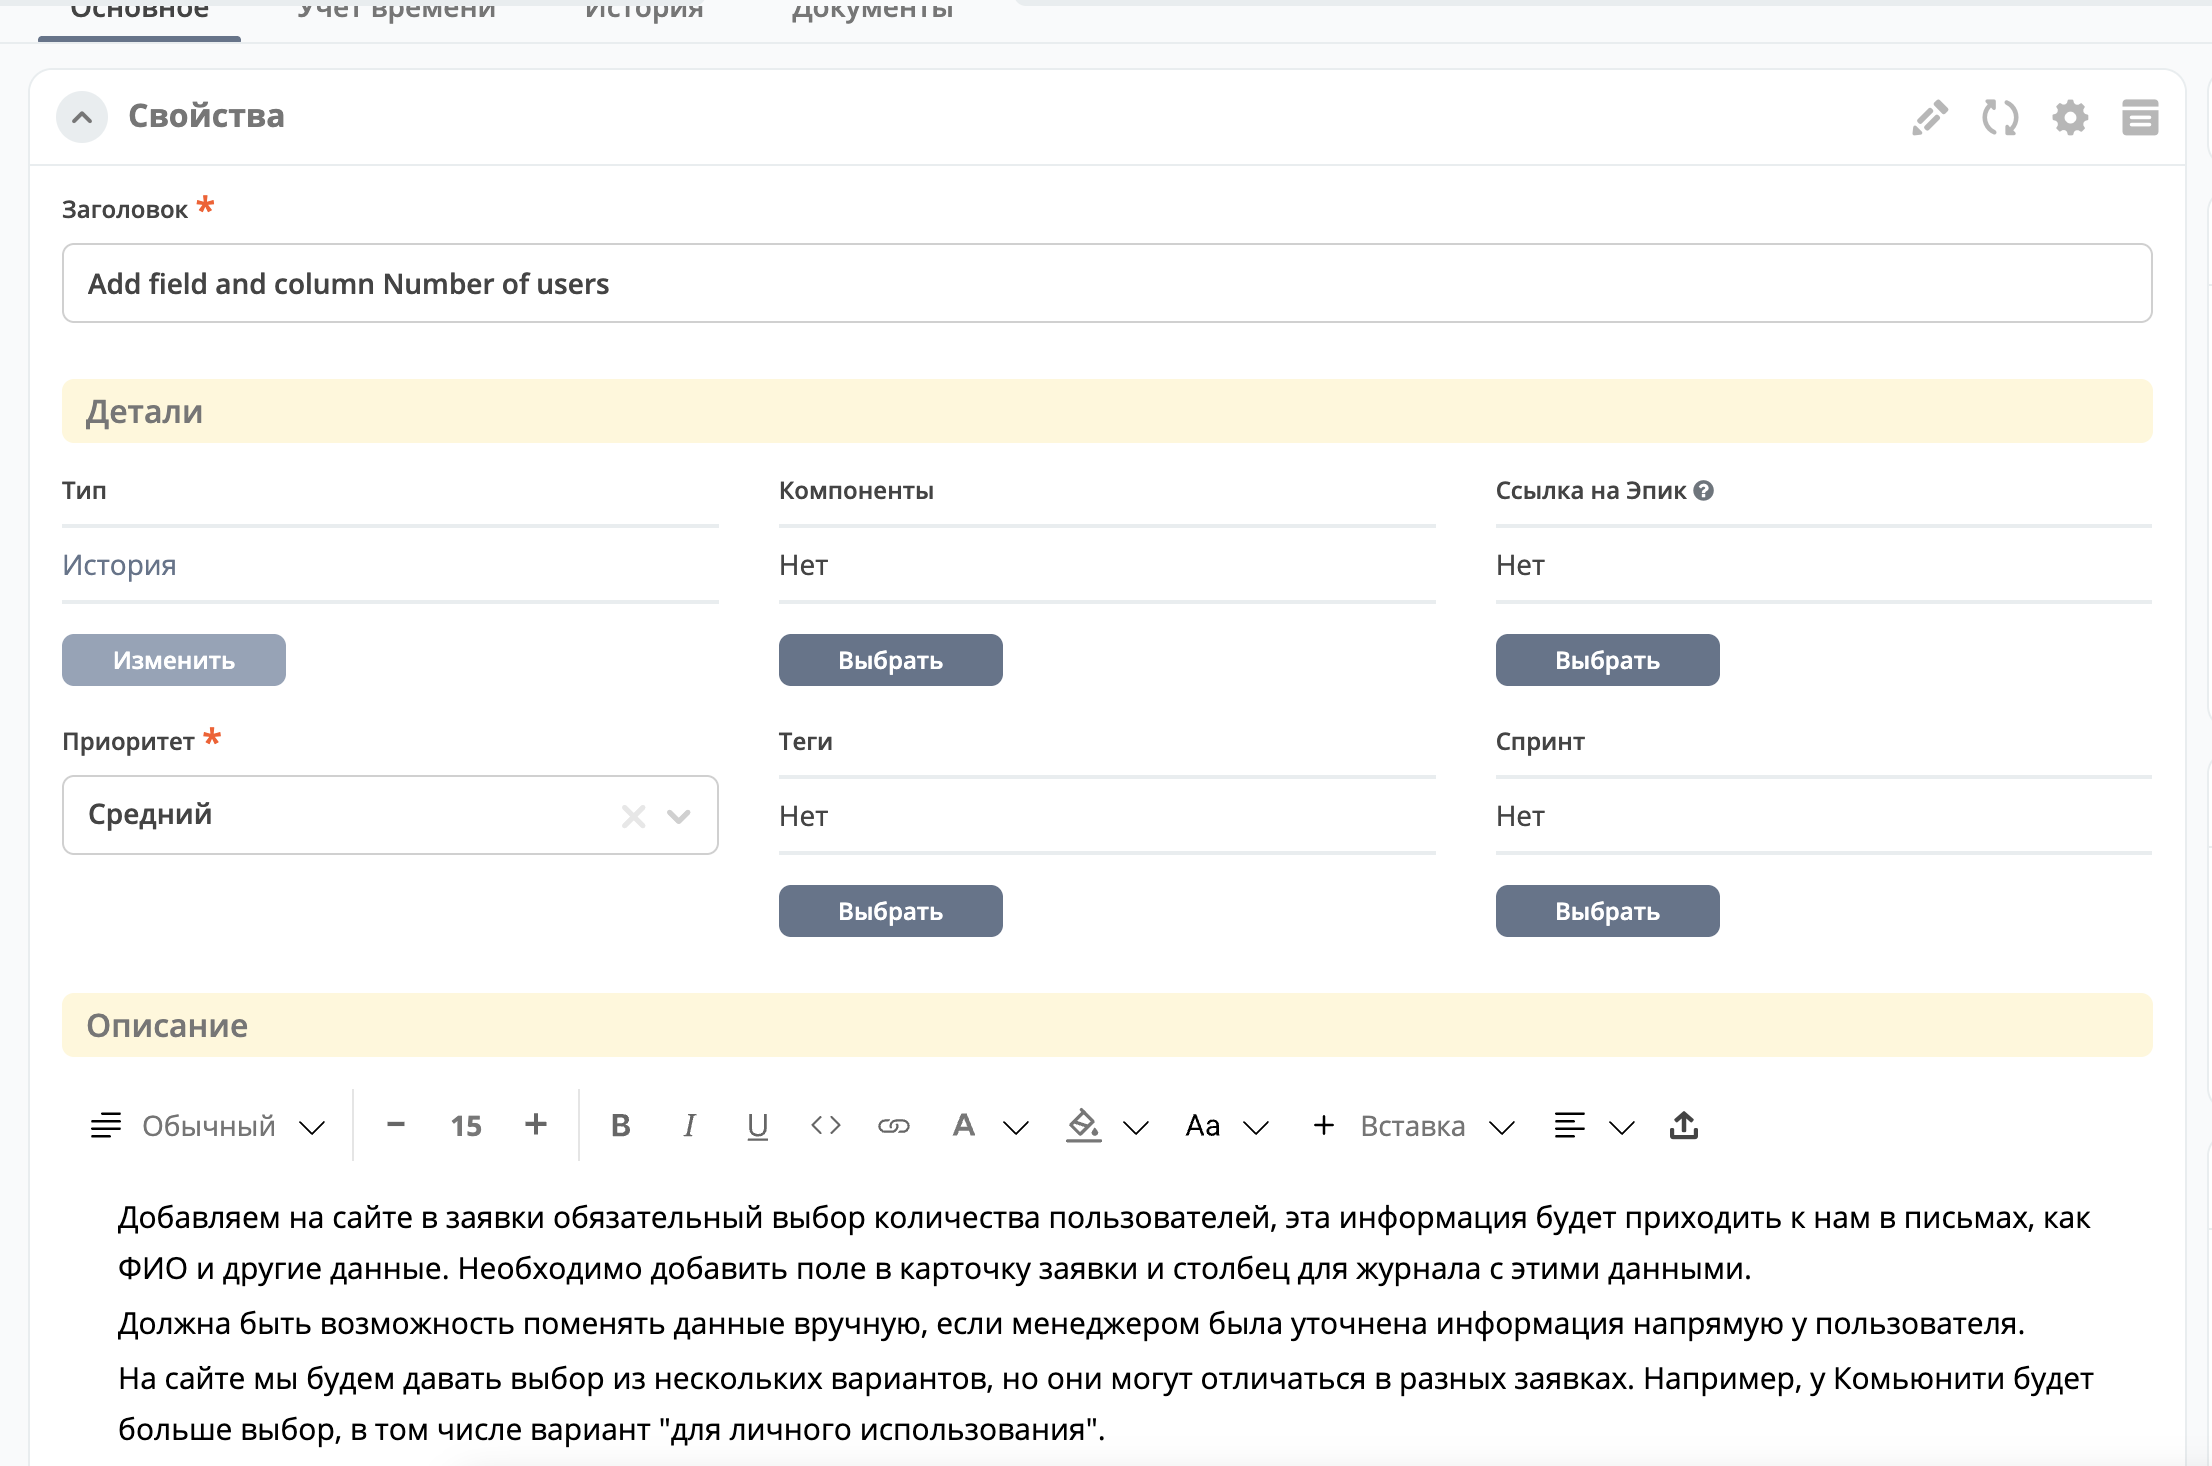 Основное Учет времени История Документы
Свойства
Заголовок *
Add field and column Number of users
Детали
Тип Компоненты Ссылка на Эпик ?
История Нет Нет
Изменить Выбрать Выбрать
Приоритет * Теги Спринт
Средний Нет Нет
Выбрать Выбрать
Описание
Обычный − 15 + B I U <> A Aa + Вставка
Добавляем на сайте в заявки обязательный выбор количества пользователей, эта информация будет приходить к нам в письмах, как
ФИО и другие данные. Необходимо добавить поле в карточку заявки и столбец для журнала с этими данными.
Должна быть возможность поменять данные вручную, если менеджером была уточнена информация напрямую у пользователя.
На сайте мы будем давать выбор из нескольких вариантов, но они могут отличаться в разных заявках. Например, у Комьюнити будет
больше выбор, в том числе вариант "для личного использования".